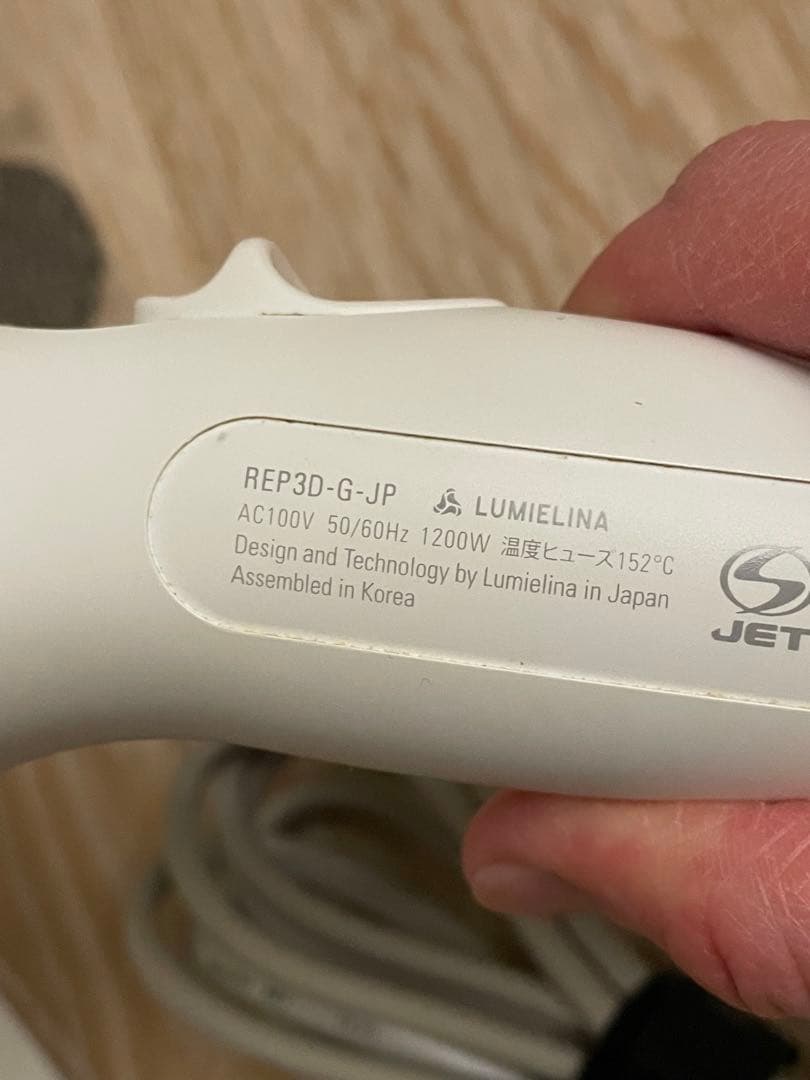 REP3D-G-JP LUMIELINA
AC100V 50/60Hz 1200W 温度ヒューズ152°C
Design and Technology by Lumielina in Japan
Assembled in Korea
S
JET